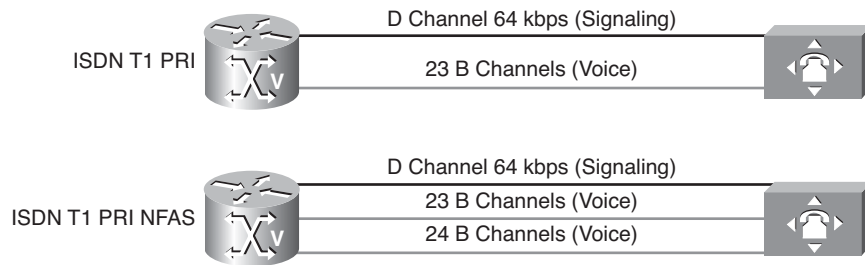 D Channel 64 kbps (Signaling)
ISDN T1 PRI
V
23 B Channels (Voice)
D Channel 64 kbps (Signaling)
23 B Channels (Voice)
ISDN T1 PRI NFAS
V
24 B Channels (Voice)